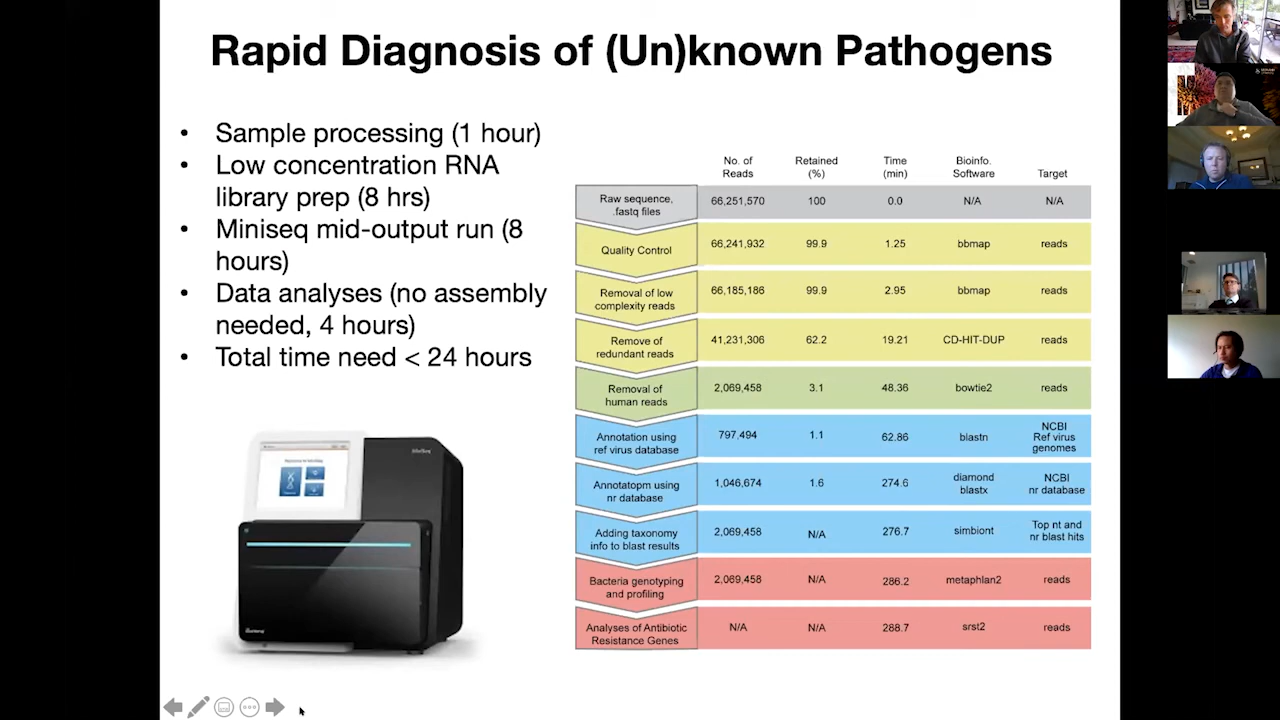 Rapid Diagnosis of (Un)known Pathogens
• Sample processing (1 hour)
• Low concentration RNA
library prep (8 hrs)
• Miniseq mid-output run (8
hours)
• Data analyses (no assembly
needed, 4 hours)
• Total time need < 24 hours
No. of Reads Retained (%) Time (min) Bioinfo. Software Target
Raw sequence, .fastq files 66,251,570 100 0.0 N/A N/A
Quality Control 66,241,932 99.9 1.25 bbmap reads
Removal of low complexity reads 66,185,186 99.9 2.95 bbmap reads
Remove of redundant reads 41,231,306 62.2 19.21 CD-HIT-DUP reads
Removal of human reads 2,069,458 3.1 48.36 bowtie2 reads
Annotation using ref virus database 797,494 1.1 62.86 blastn NCBI Ref virus genomes
Annotatopm using nr database 1,046,674 1.6 274.6 diamond blastx NCBI nr database
Adding taxonomy info to blast results 2,069,458 N/A 276.7 simbiont Top nt and nr blast hits
Bacteria genotyping and profiling 2,069,458 N/A 286.2 metaphlan2 reads
Analyses of Antibiotic Resistance Genes N/A N/A 288.7 srst2 reads